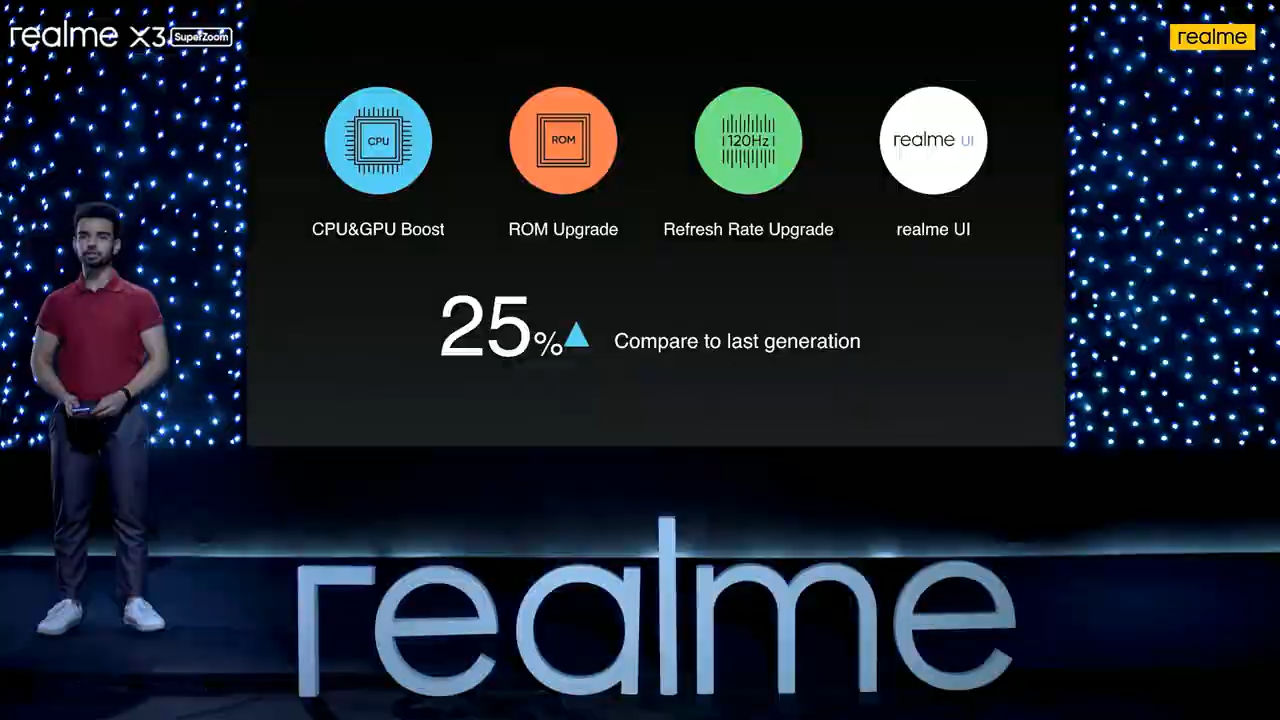 realme X3 SuperZoom
realme
CPU
ROM
120Hz
realme UI
CPU&GPU Boost
ROM Upgrade
Refresh Rate Upgrade
realme UI
25%▲ Compare to last generation
realme